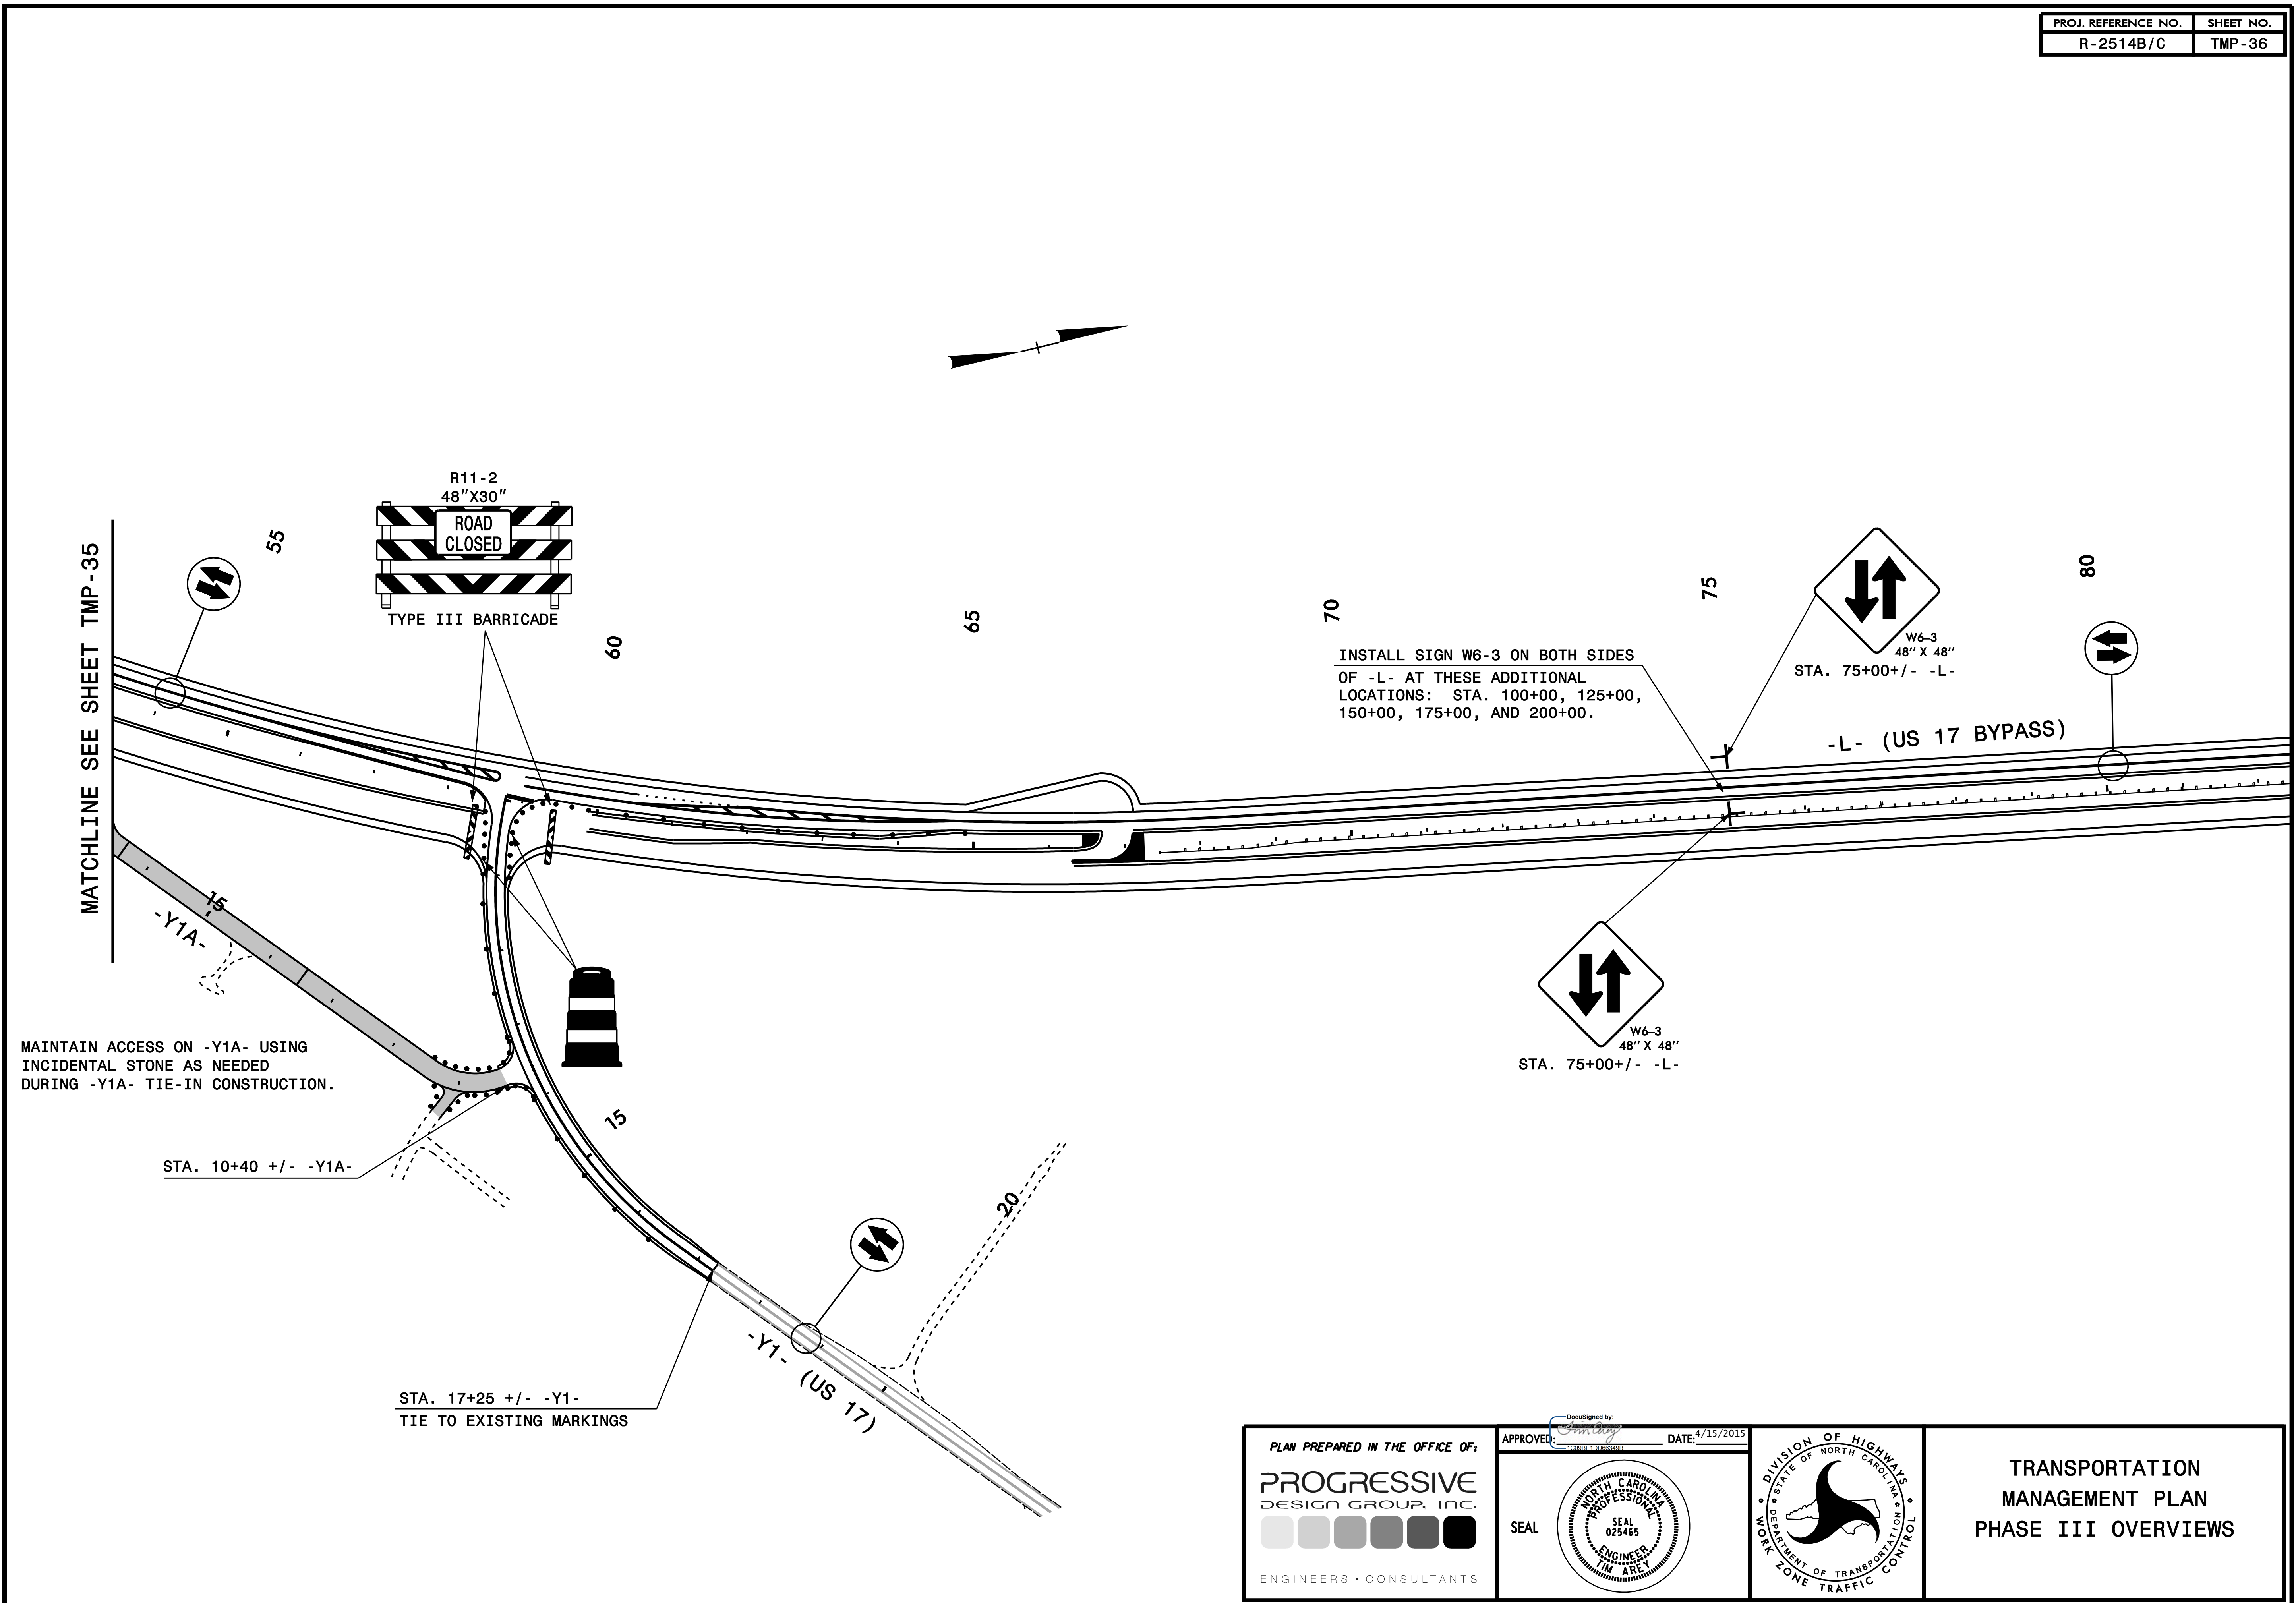 PROJ. REFERENCE NO.
SHEET NO.
R-2514B/C
TMP-36
MATCHLINE SEE SHEET TMP-35
55
R11-2
48"X30"
ROAD
CLOSED
TYPE III BARRICADE
60
65
70
75
80
INSTALL SIGN W6-3 ON BOTH SIDES
OF -L- AT THESE ADDITIONAL
LOCATIONS: STA. 100+00, 125+00,
150+00, 175+00, AND 200+00.
W6-3
48" X 48"
STA. 75+00+/- -L-
-L- (US 17 BYPASS)
W6-3
48" X 48"
STA. 75+00+/- -L-
15
-Y1A-
MAINTAIN ACCESS ON -Y1A- USING
INCIDENTAL STONE AS NEEDED
DURING -Y1A- TIE-IN CONSTRUCTION.
STA. 10+40 +/- -Y1A-
15
20
STA. 17+25 +/- -Y1-
TIE TO EXISTING MARKINGS
-Y1- (US 17)
PLAN PREPARED IN THE OFFICE OF:
PROGRESSIVE
DESIGN GROUP, INC.
ENGINEERS • CONSULTANTS
DocuSigned by:
APPROVED:
DATE: 4/15/2015
SEAL
NORTH CAROLINA
PROFESSIONAL
SEAL
025465
ENGINEER
TIM AREY
DIVISION OF HIGHWAYS
STATE OF NORTH CAROLINA
DEPARTMENT OF TRANSPORTATION
WORK ZONE TRAFFIC CONTROL
TRANSPORTATION
MANAGEMENT PLAN
PHASE III OVERVIEWS